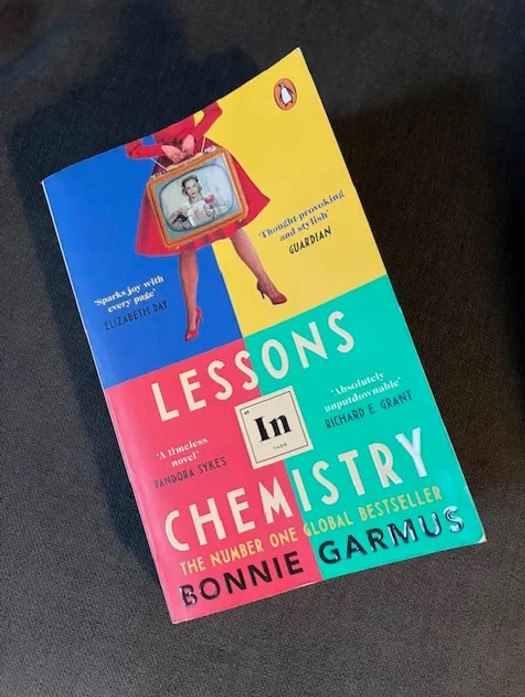 'Thought-provoking
and stylish'
GUARDIAN
'Sparks joy with
every page'
ELIZABETH DAY
LESSONS
In
'Absolutely
unputdownable'
RICHARD E. GRANT
'A timeless
novel'
PANDORA SYKES
CHEMISTRY
THE NUMBER ONE GLOBAL BESTSELLER
BONNIE GARMUS